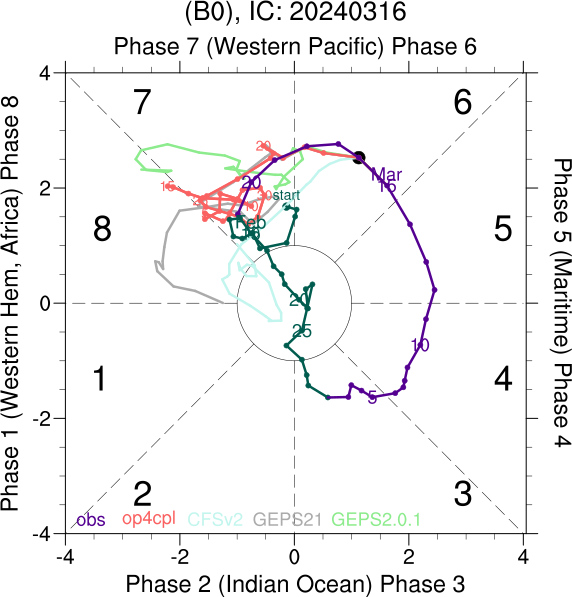 (B0), IC: 20240316
Phase 7 (Western Pacific) Phase 6
Phase 1 (Western Hem, Africa) Phase 8
Phase 5 (Maritime) Phase 4
4
2
0
-2
-4
7
6
8
5
1
4
2
3
20
start
Mar
15
20
Feb
20
25
10
5
obs op4cpl CFSv2 GEPS21 GEPS2.0.1
-4 -2 0 2 4
Phase 2 (Indian Ocean) Phase 3